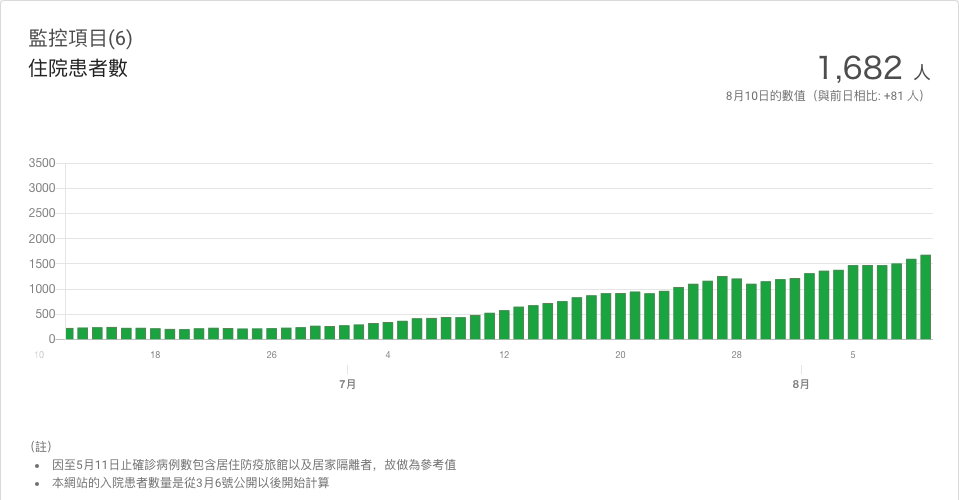 監控項目(6)
住院患者數
1,682 人
8月10日的數值（與前日相比: +81 人）
3500
3000
2500
2000
1500
1000
500
0
10 18 26 4 12 20 28 5
7月 8月
（註）
• 因至5月11日止確診病例數包含居住防疫旅館以及居家隔離者，故做為參考值
• 本網站的入院患者數量是從3月6號公開以後開始計算